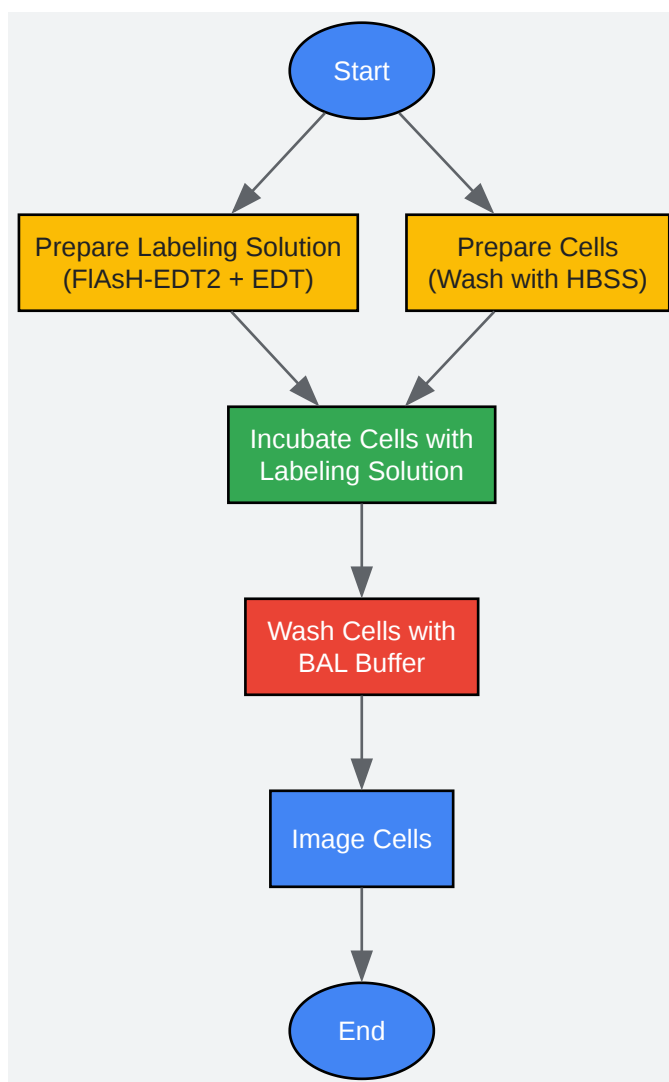 Start
Prepare Labeling Solution
(FlAsH-EDT2 + EDT)
Prepare Cells
(Wash with HBSS)
Incubate Cells with
Labeling Solution
Wash Cells with
BAL Buffer
Image Cells
End